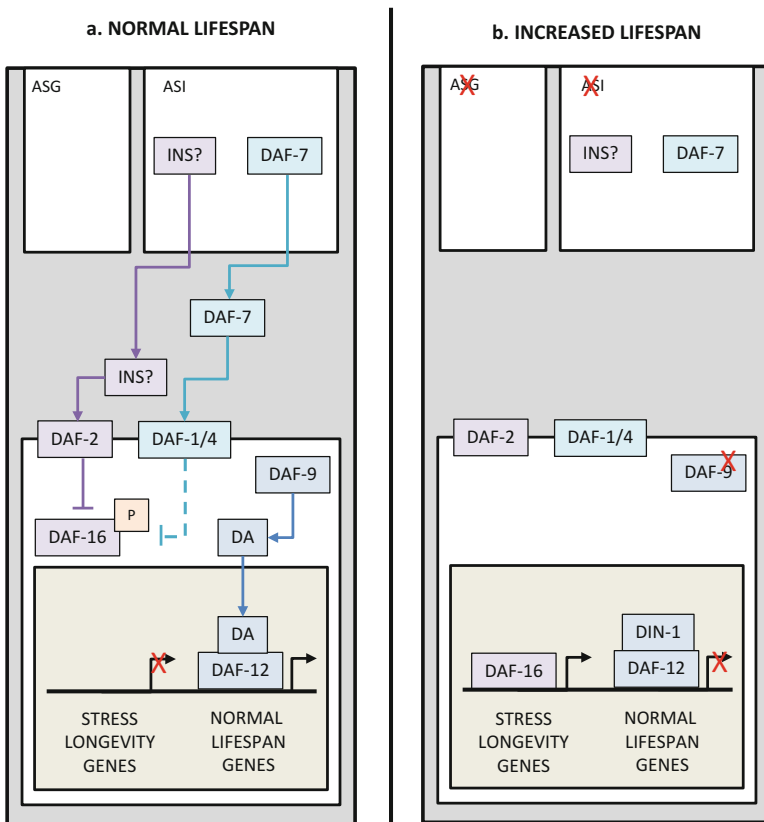 a. NORMAL LIFESPAN
ASG
ASI
INS?
DAF-7
DAF-7
INS?
DAF-2
DAF-1/4
DAF-9
P
DAF-16
DA
DA
DAF-12
STRESS
LONGEVITY
GENES
NORMAL
LIFESPAN
GENES
b. INCREASED LIFESPAN
ASG
ASI
INS?
DAF-7
DAF-2
DAF-1/4
DAF-9
DIN-1
DAF-16
DAF-12
STRESS
LONGEVITY
GENES
NORMAL
LIFESPAN
GENES